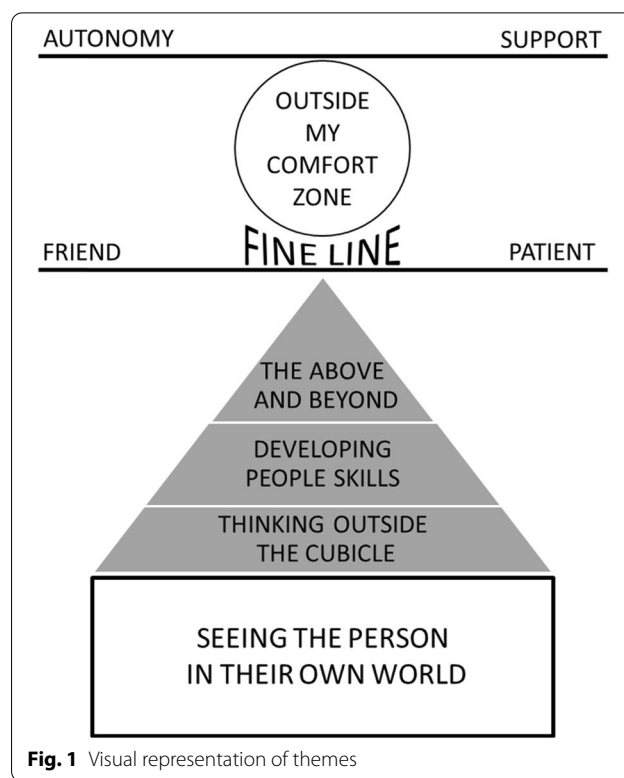 AUTONOMY SUPPORT
OUTSIDE
MY
COMFORT
ZONE
FRIEND FINE LINE PATIENT
THE ABOVE
AND BEYOND
DEVELOPING
PEOPLE SKILLS
THINKING OUTSIDE
THE CUBICLE
SEEING THE PERSON
IN THEIR OWN WORLD
Fig. 1 Visual representation of themes